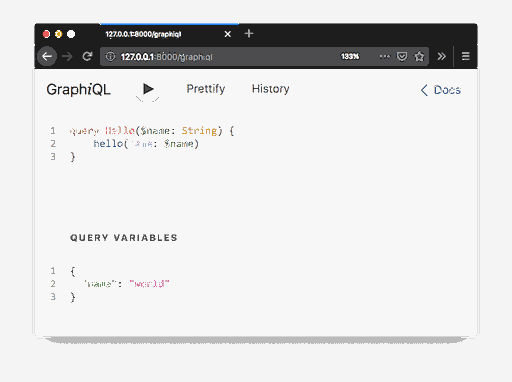 127.0.0.1:8000/graphiql
127.0.0.1:8000/graphiql 133%
GraphiQL Prettify History Docs
1 query Hello($name: String) {
2 hello(name: $name)
3 }
QUERY VARIABLES
1 {
2 "name": "world"
3 }